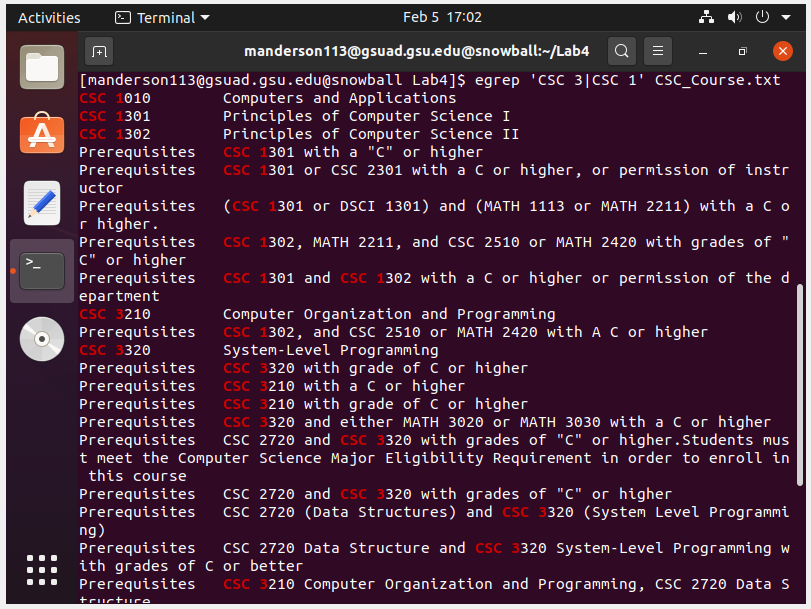 Activities Terminal Feb 5 17:02
manderson113@gsuad.gsu.edu@snowball:~/Lab4
[manderson113@gsuad.gsu.edu@snowball Lab4]$ egrep 'CSC 3|CSC 1' CSC_Course.txt
CSC 1010 Computers and Applications
CSC 1301 Principles of Computer Science I
CSC 1302 Principles of Computer Science II
Prerequisites CSC 1301 with a "C" or higher
Prerequisites CSC 1301 or CSC 2301 with a C or higher, or permission of instr
uctor
Prerequisites (CSC 1301 or DSCI 1301) and (MATH 1113 or MATH 2211) with a C o
r higher.
Prerequisites CSC 1302, MATH 2211, and CSC 2510 or MATH 2420 with grades of "
C" or higher
Prerequisites CSC 1301 and CSC 1302 with a C or higher or permission of the d
epartment
CSC 3210 Computer Organization and Programming
Prerequisites CSC 1302, and CSC 2510 or MATH 2420 with A C or higher
CSC 3320 System-Level Programming
Prerequisites CSC 3320 with grade of C or higher
Prerequisites CSC 3210 with a C or higher
Prerequisites CSC 3210 with grade of C or higher
Prerequisites CSC 3320 and either MATH 3020 or MATH 3030 with a C or higher
Prerequisites CSC 2720 and CSC 3320 with grades of "C" or higher.Students mus
t meet the Computer Science Major Eligibility Requirement in order to enroll in
this course
Prerequisites CSC 2720 and CSC 3320 with grades of "C" or higher
Prerequisites CSC 2720 (Data Structures) and CSC 3320 (System Level Programmi
ng)
Prerequisites CSC 2720 Data Structure and CSC 3320 System-Level Programming w
ith grades of C or better
Prerequisites CSC 3210 Computer Organization and Programming, CSC 2720 Data S
tructure